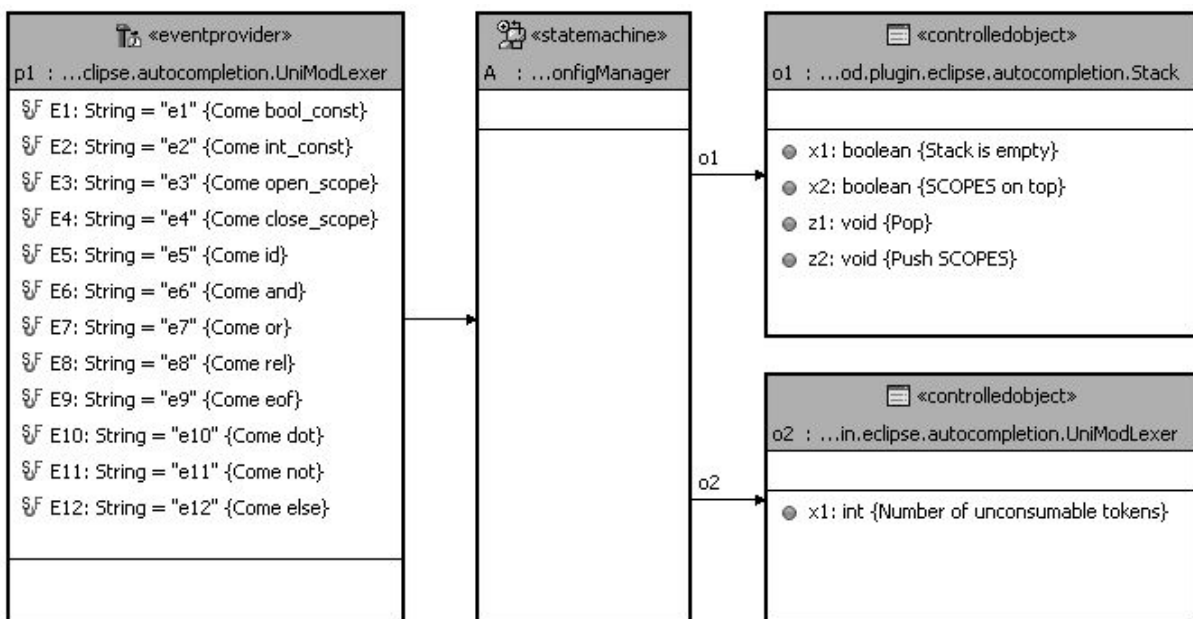 «eventprovider»
p1 : ...clipse.autocompletion.UniModLexer
E1: String = "e1" {Come bool_const}
E2: String = "e2" {Come int_const}
E3: String = "e3" {Come open_scope}
E4: String = "e4" {Come close_scope}
E5: String = "e5" {Come id}
E6: String = "e6" {Come and}
E7: String = "e7" {Come or}
E8: String = "e8" {Come rel}
E9: String = "e9" {Come eof}
E10: String = "e10" {Come dot}
E11: String = "e11" {Come not}
E12: String = "e12" {Come else}
«statemachine»
A : ...onfigManager
o1
«controlledobject»
o1 : ...od.plugin.eclipse.autocompletion.Stack
x1: boolean {Stack is empty}
x2: boolean {SCOPES on top}
z1: void {Pop}
z2: void {Push SCOPES}
o2
«controlledobject»
o2 : ...in.eclipse.autocompletion.UniModLexer
x1: int {Number of unconsumable tokens}